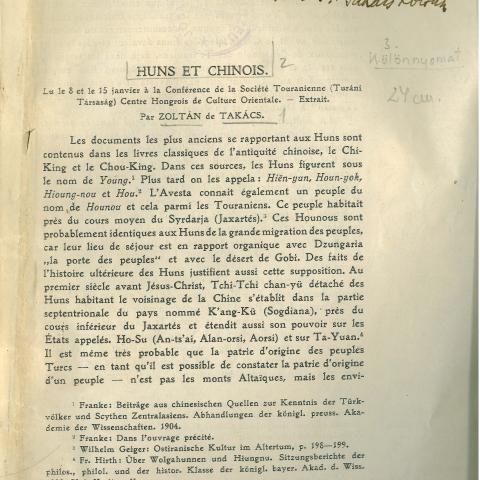 3.
Különnyomat
24 cm.
HUNS ET CHINOIS.
2
Lu le 8 et le 15 janvier à la Conférence de la Société Touranienne (Turáni
Társaság) Centre Hongrois de Culture Orientale. — Extrait.
Par ZOLTÁN de TAKÁCS.
1
Les documents les plus anciens se rapportant aux Huns sont
contenus dans les livres classiques de l'antiquité chinoise, le Chi-
King et le Chou-King. Dans ces sources, les Huns figurent sous
le nom de Young.¹ Plus tard on les appela : Hiên-yun, Houn-yok,
Hioung-nou et Hou.² L'Avesta connait également un peuple du
nom de Hounou et cela parmi les Touraniens. Ce peuple habitait
près du cours moyen du Syrdarja (Jaxartés).³ Ces Hounous sont
probablement identiques aux Huns de la grande migration des peuples,
car leur lieu de séjour est en rapport organique avec Dzungaria
„la porte des peuples" et avec le désert de Gobi. Des faits de
l'histoire ultérieure des Huns justifient aussi cette supposition. Au
premier siècle avant Jésus-Christ, Tchi-Tchi chan-yü détaché des
Huns habitant le voisinage de la Chine s'établit dans la partie
septentrionale du pays nommé K'ang-Kü (Sogdiana), près du
cours inférieur du Jaxartés et étendit aussi son pouvoir sur les
États appelés. Ho-Su (An-ts'ai, Alan-orsi, Aorsi) et sur Ta-Yuan.⁴
Il est même très probable que la patrie d'origine des peuples
Turcs — en tant qu'il est possible de constater la patrie d'origine
d'un peuple — n'est pas les monts Altaïques, mais les envi-
¹ Franke: Beiträge aus chinesischen Quellen zur Kenntnis der Türk-
völker und Scythen Zentralasiens. Abhandlungen der königl. preuss. Aka-
demie der Wissenschaften. 1904.
² Franke: Dans l'ouvrage précité.
³ Wilhelm Geiger: Ostiranische Kultur im Altertum, p. 198—199.
⁴ Fr. Hirth: Über Wolgahunnen und Hiungnu. Sitzungsberichte der
philos., philol. und der histor. Klasse der königl. bayer. Akad. d. Wiss.